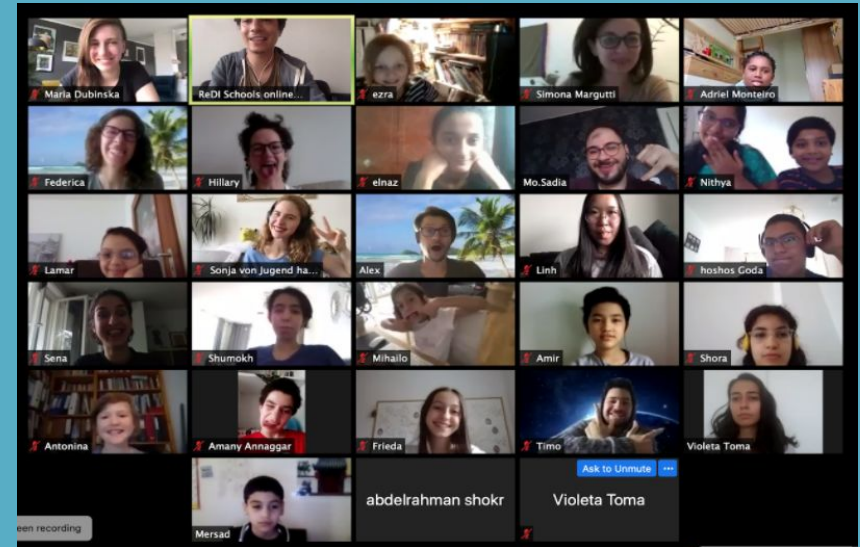 Maria Dubinska
ReDI Schools online...
ezra
Simona Margutti
Adriel Monteiro
Federica
Hillary
elnaz
Mo.Sadia
Nithya
Lamar
Sonja von Jugend ha...
Alex
Linh
hoshos Goda
Sena
Shumokh
Mihailo
Amir
Shora
Antonina
Amany Annaggar
Frieda
Timo
Violeta Toma
Ask to Unmute ...
Mersad
abdelrahman shokr
Violeta Toma
een recording